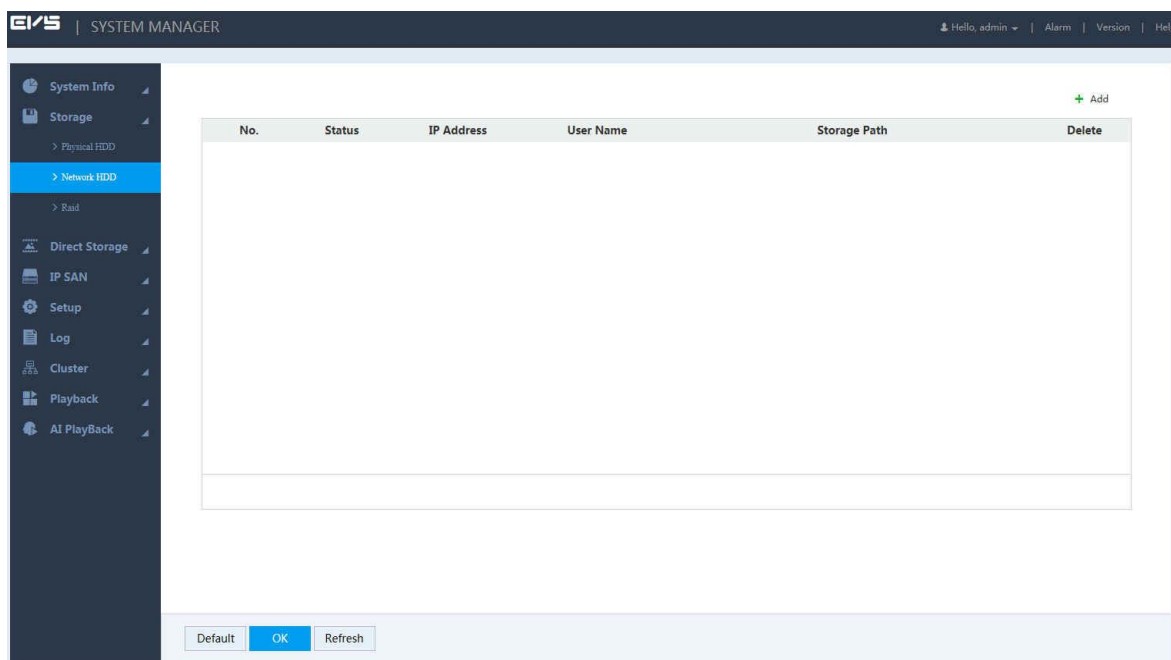 EVS | SYSTEM MANAGER
Hello, admin | Alarm | Version | Hel
System Info
Storage
> Physical HDD
> Network HDD
> Raid
Direct Storage
IP SAN
Setup
Log
Cluster
Playback
AI PlayBack
+ Add
No. Status IP Address User Name Storage Path Delete
Default OK Refresh